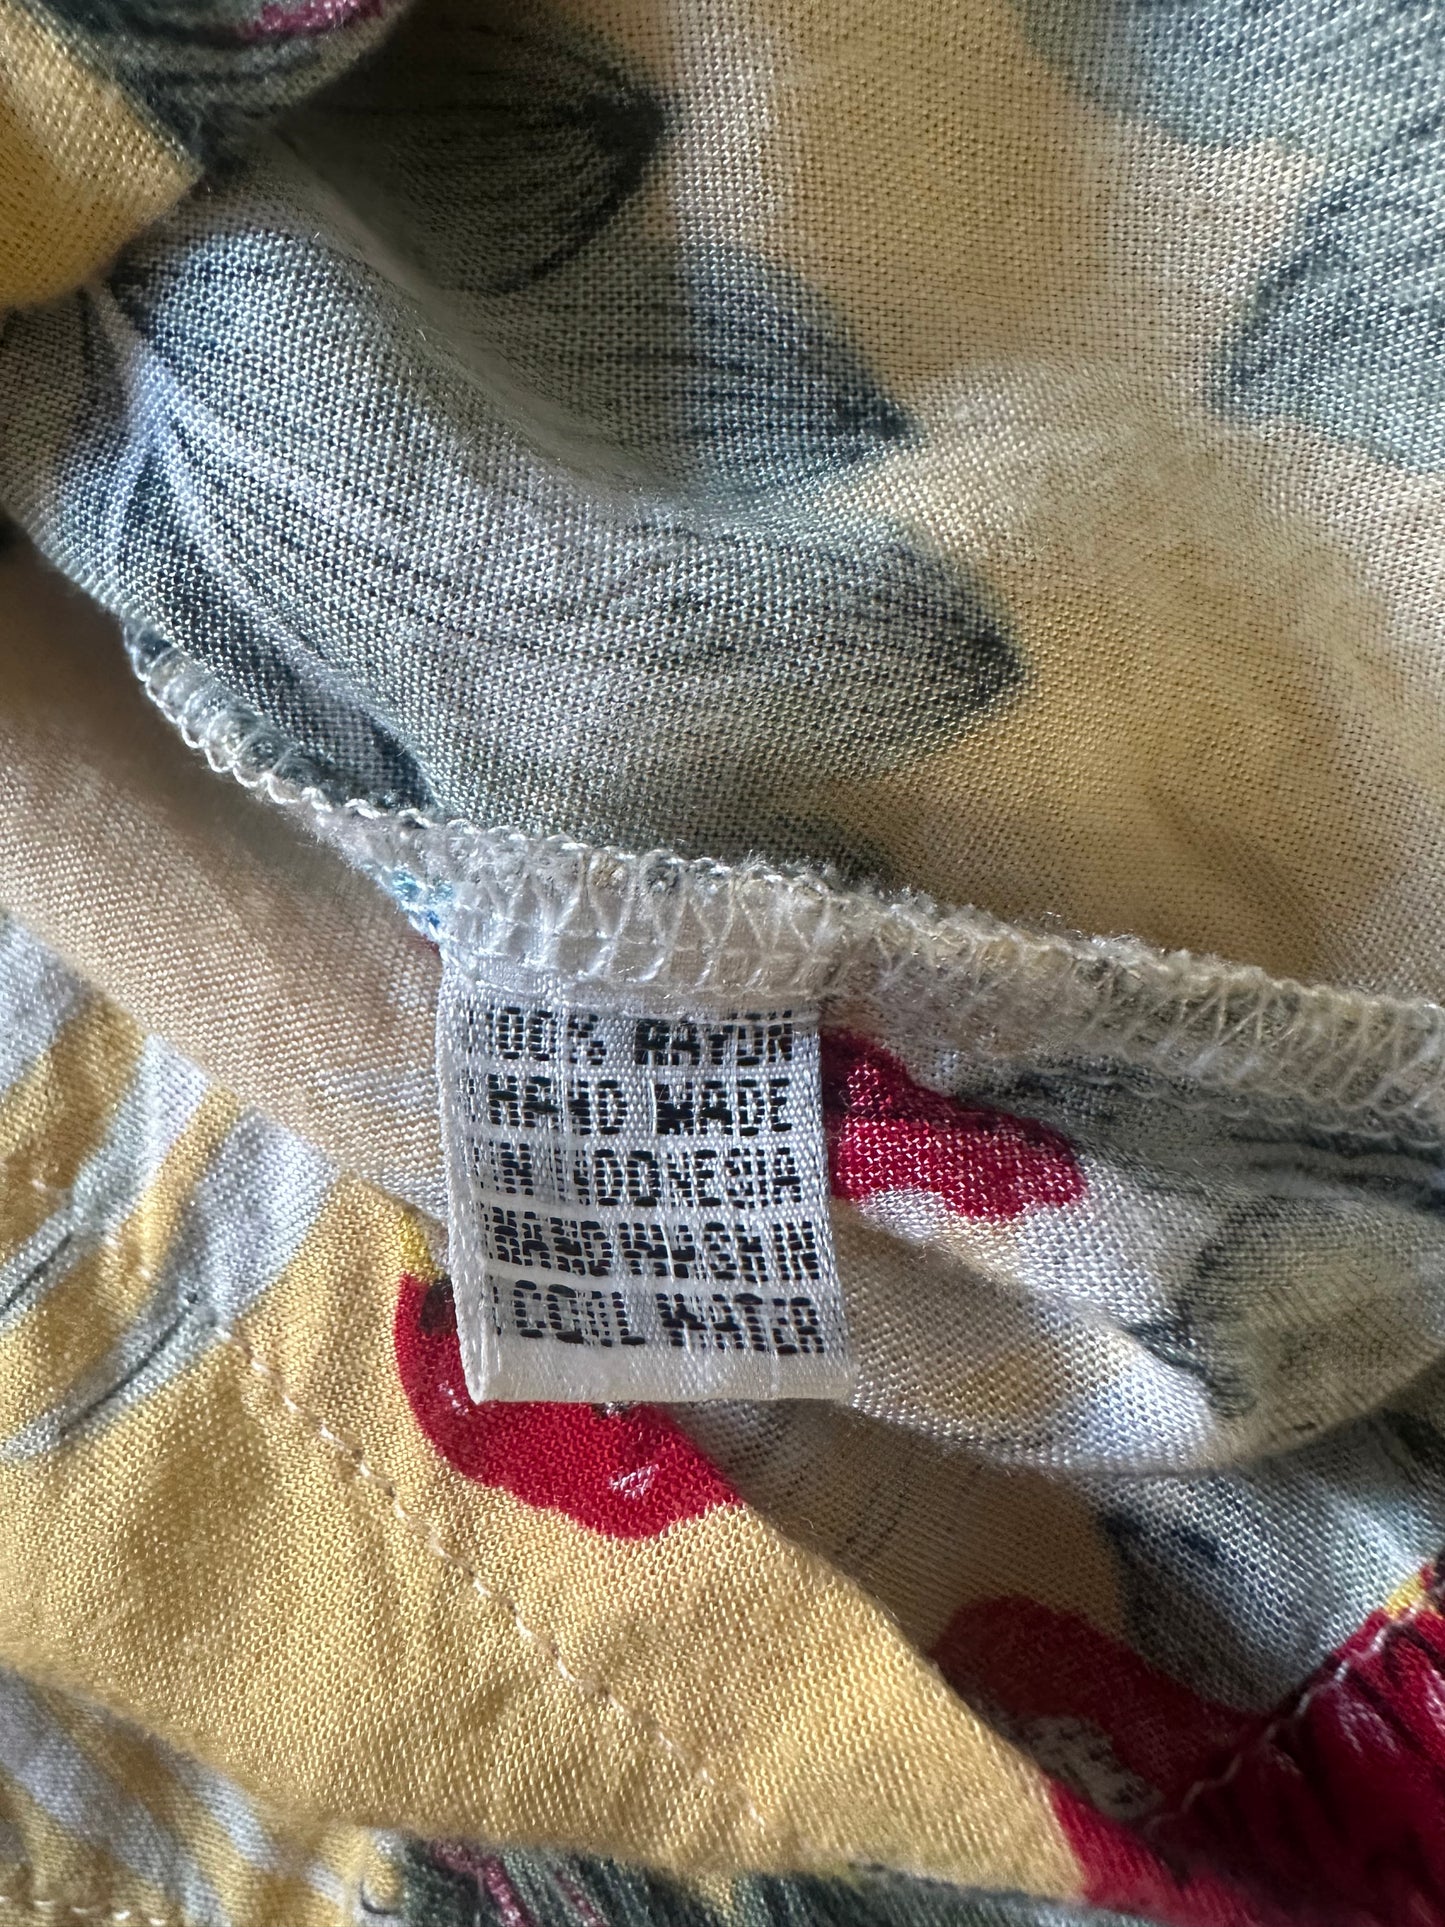 100% RAYON
HAND MADE
IN INDONESIA
HAND WASH IN
COOL WATER